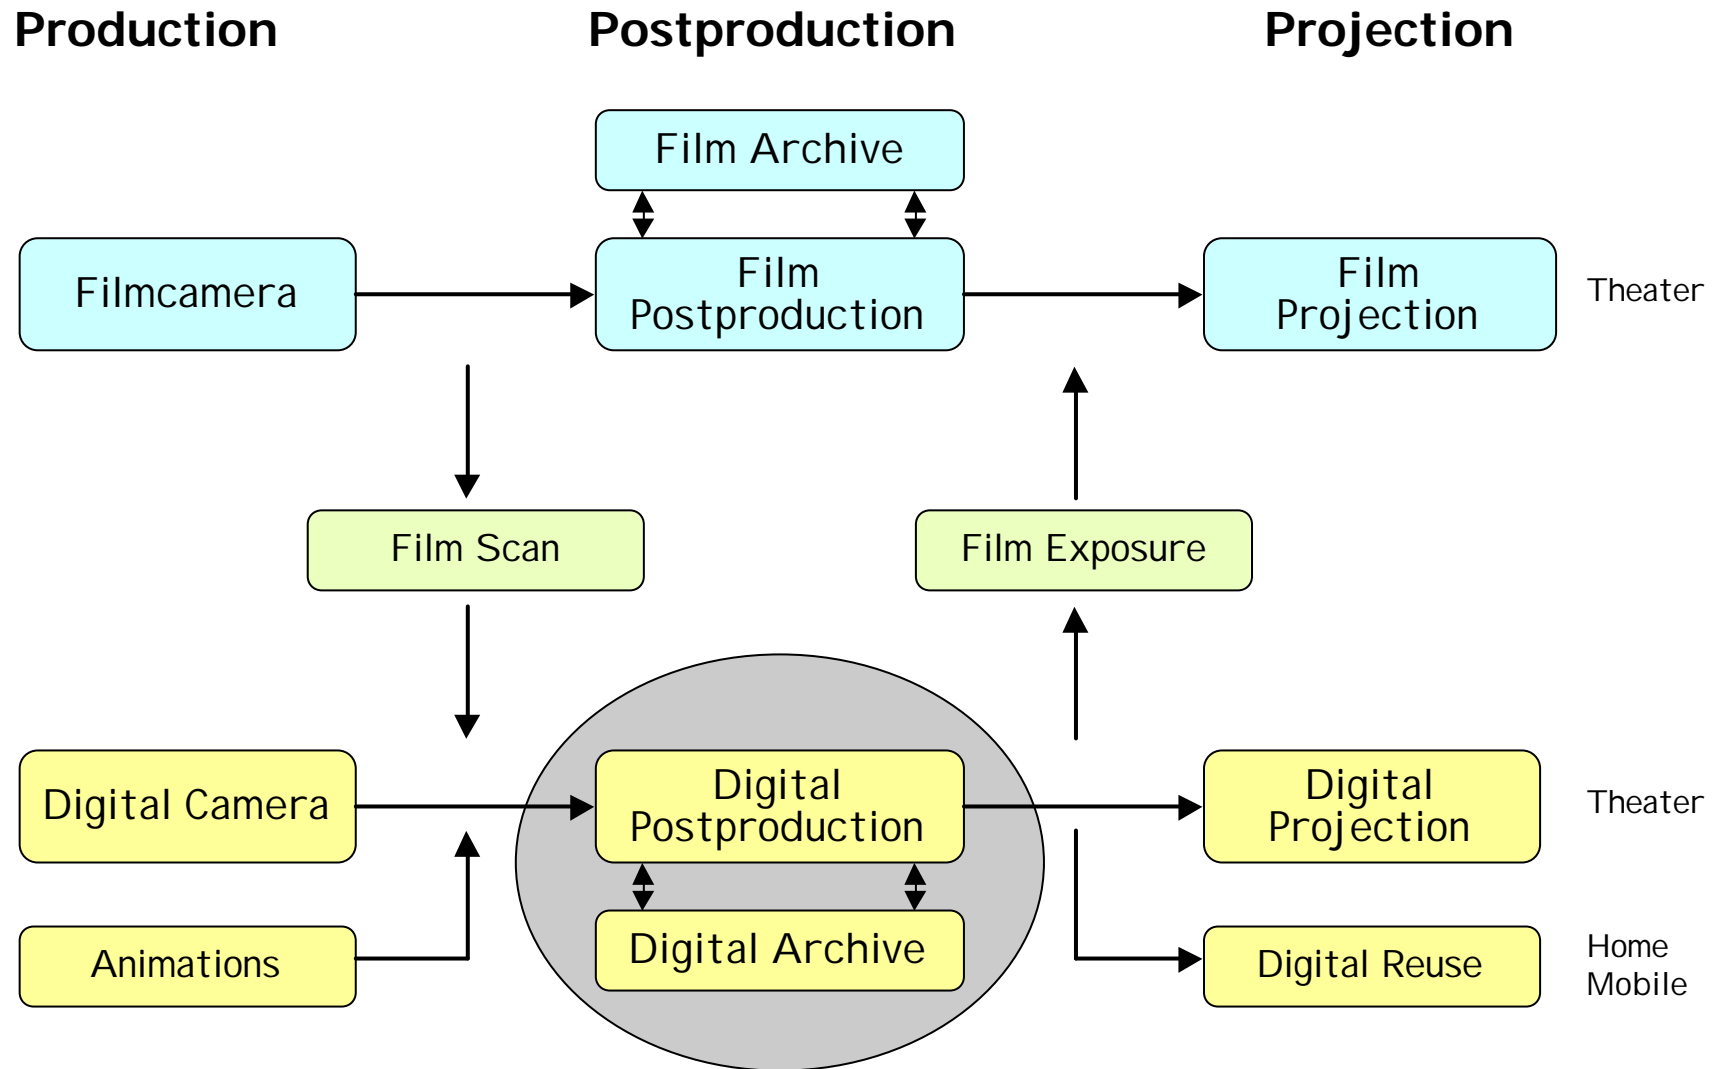 Production
Postproduction
Projection
Film Archive
Filmcamera
Film
Postproduction
Film
Projection
Theater
Film Scan
Film Exposure
Digital Camera
Digital
Postproduction
Digital
Projection
Theater
Animations
Digital Archive
Digital Reuse
Home
Mobile